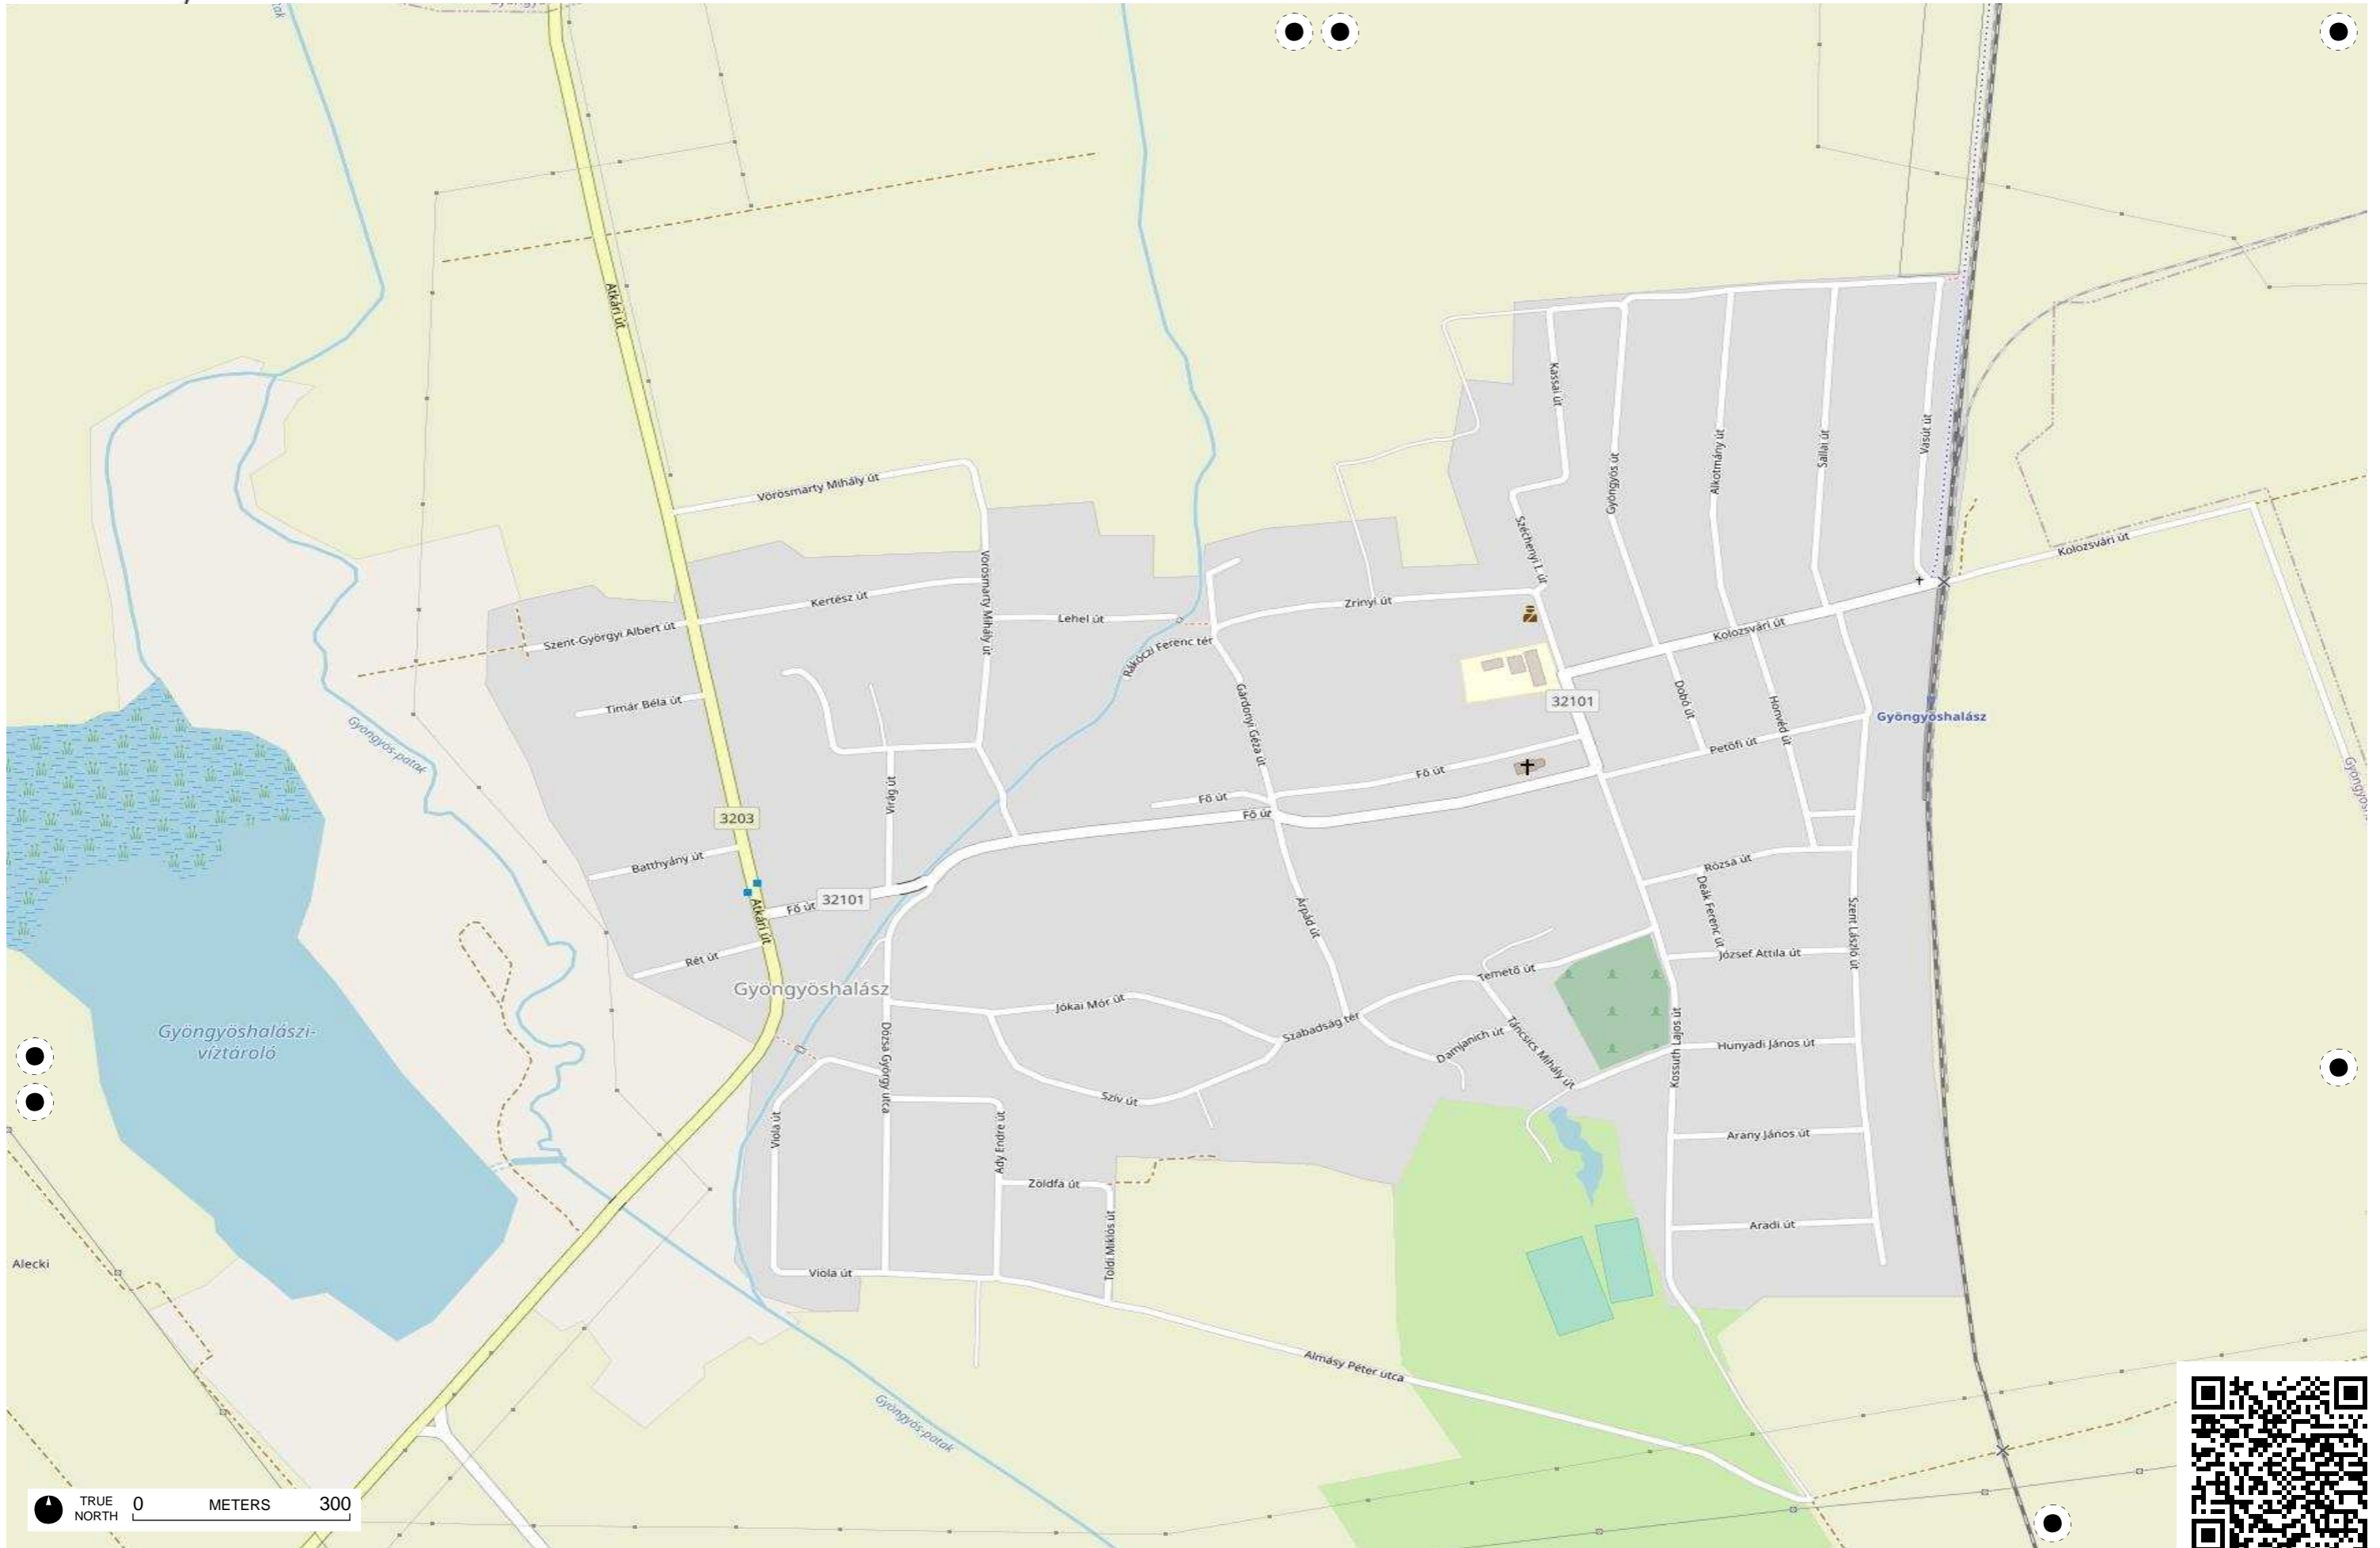 Atkári út
Kassai út
Gyöngyös út
Alkotmány út
Sallai út
Vasút út
Vörösmarty Mihály út
Széchenyi I. út
Kolozsvári út
Vörösmarty Mihály út
Kertész út
Zrínyi út
Lehel út
Szent-Györgyi Albert út
Kolozsvári út
Rákóczi Ferenc tér
Gárdonyi Géza út
Dobó út
Honvéd út
Timár Béla út
32101
Gyöngyöshalász
Gyöngyös-patak
Petőfi út
Fő út
Virág út
Fő út
Fő út
3203
Batthyány út
Rózsa út
Deák Ferenc út
Fő út
32101
Atkári út
Árpád út
Szent László út
József Attila út
Rét út
Temető út
Gyöngyöshalász
Jókai Mór út
Szabadság tér
Gyöngyöshalászi-
víztároló
Dózsa György utca
Damjanich út
Táncsics Mihály út
Kossuth Lajos út
Hunyadi János út
Szív út
Viola út
Ady Endre út
Arany János út
Zöldfa út
Toldi Miklós út
Aradi út
Alecki
Viola út
Almásy Péter utca
Gyöngyös-patak
TRUE
NORTH
0 METERS 300